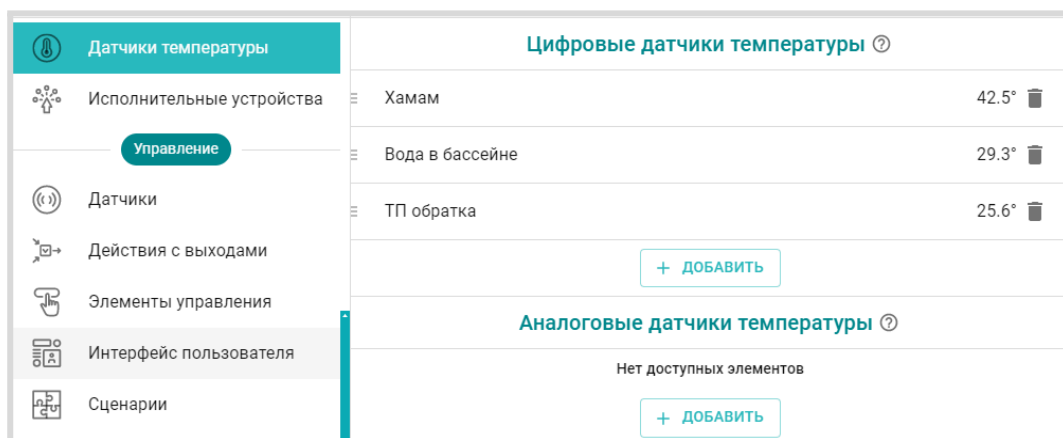 Датчики температуры
Исполнительные устройства
Управление
Датчики
Действия с выходами
Элементы управления
Интерфейс пользователя
Сценарии
Цифровые датчики температуры ?
Хамам 42.5°
Вода в бассейне 29.3°
ТП обратка 25.6°
+ ДОБАВИТЬ
Аналоговые датчики температуры ?
Нет доступных элементов
+ ДОБАВИТЬ